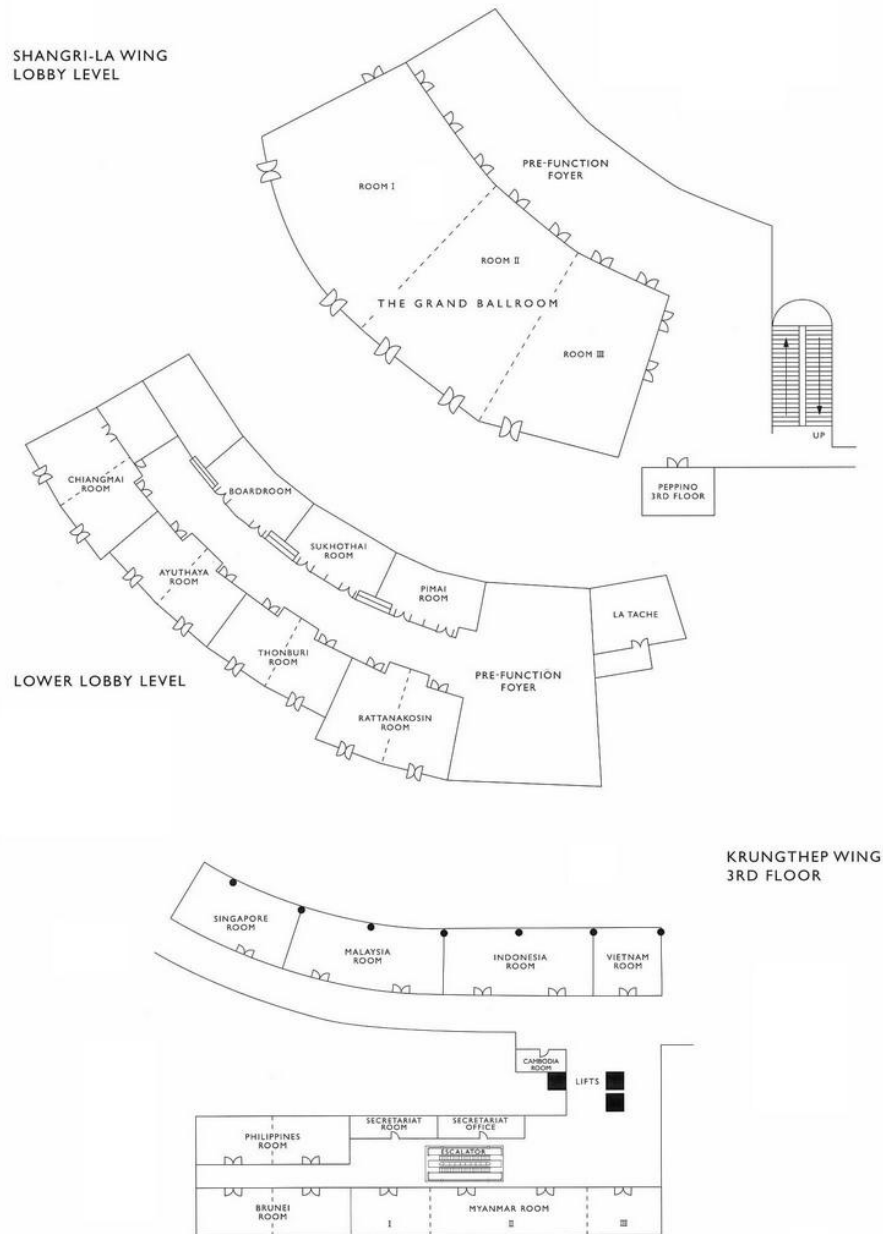 SHANGRI-LA WING
LOBBY LEVEL
PRE-FUNCTION
FOYER
ROOM I
ROOM II
THE GRAND BALLROOM
ROOM III
UP
PEPPINO
3RD FLOOR
CHIANGMAI
ROOM
BOARDROOM
SUKHOTHAI
ROOM
AYUTHAYA
ROOM
PIMAI
ROOM
LA TACHE
THONBURI
ROOM
LOWER LOBBY LEVEL
PRE-FUNCTION
FOYER
RATTANAKOSIN
ROOM
KRUNGTHEP WING
3RD FLOOR
SINGAPORE
ROOM
MALAYSIA
ROOM
INDONESIA
ROOM
VIETNAM
ROOM
CAMBODIA
ROOM
LIFTS
SECRETARIAT
ROOM
SECRETARIAT
OFFICE
PHILIPPINES
ROOM
ESCALATOR
BRUNEI
ROOM
MYANMAR ROOM
I
II
III